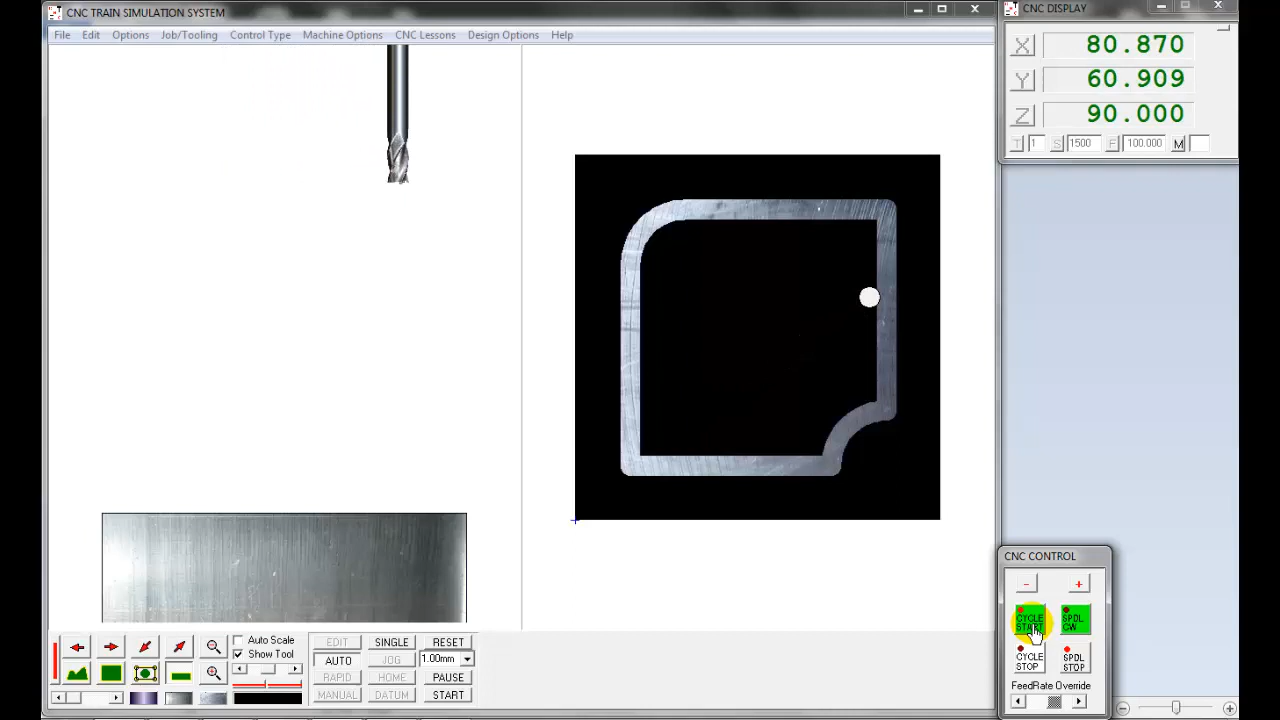 CNC TRAIN SIMULATION SYSTEM
File Edit Options Job/Tooling Control Type Machine Options CNC Lessons Design Options Help
CNC DISPLAY
X 80.870
Y 60.909
Z 90.000
T 1 S 1500 F 100.000 M
CNC CONTROL
- +
CYCLE START
SPDL CW
CYCLE STOP
SPDL STOP
FeedRate Override
Auto Scale
Show Tool
EDIT SINGLE RESET
AUTO JOG 1.00mm
RAPID HOME PAUSE
MANUAL DATUM START